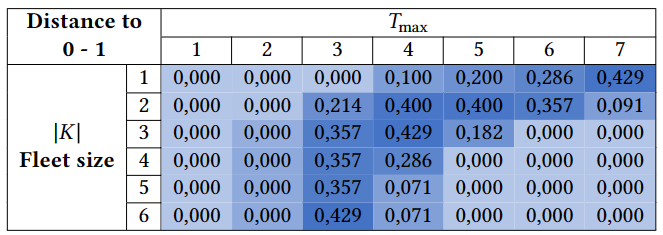 Distance to T_max
0 - 1 1 2 3 4 5 6 7
1 0,000 0,000 0,000 0,100 0,200 0,286 0,429
2 0,000 0,000 0,214 0,400 0,400 0,357 0,091
|K| 3 0,000 0,000 0,357 0,429 0,182 0,000 0,000
Fleet size 4 0,000 0,000 0,357 0,286 0,000 0,000 0,000
5 0,000 0,000 0,357 0,071 0,000 0,000 0,000
6 0,000 0,000 0,429 0,071 0,000 0,000 0,000